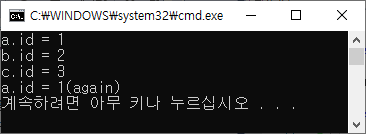 C:₩WINDOWS₩system32₩cmd.exe
a.id = 1
b.id = 2
c.id = 3
a.id = 1(again)
계속하려면 아무 키나 누르십시오 . . .